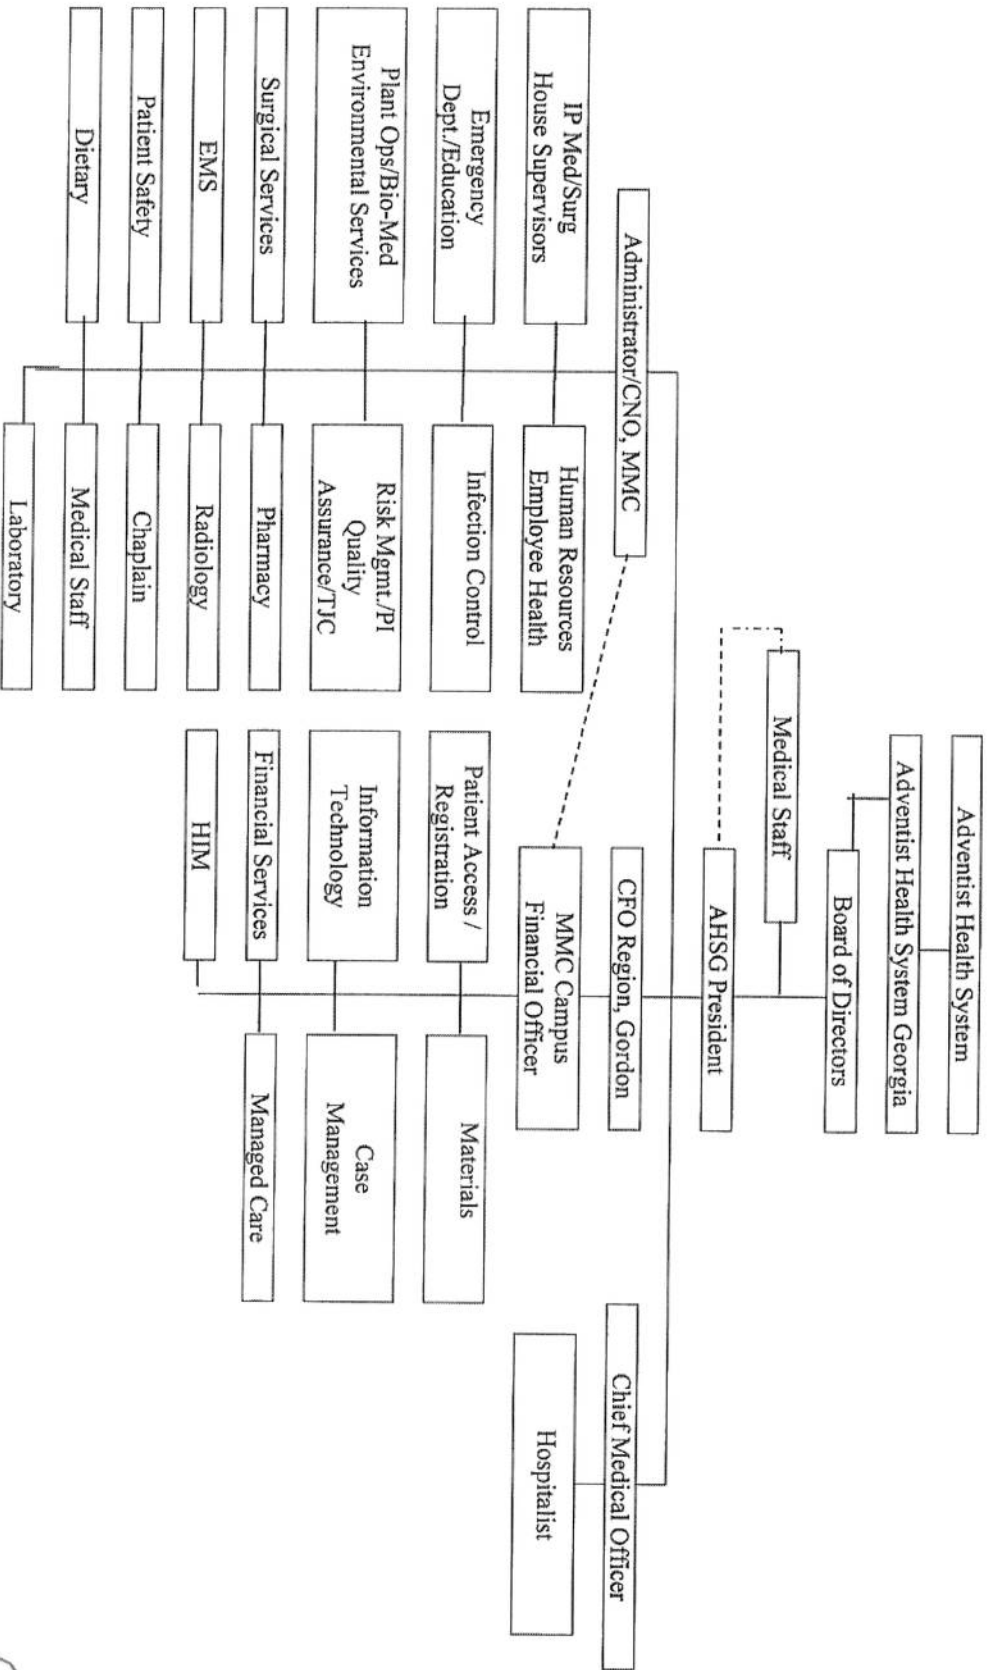 Adventist Health System
Adventist Health System Georgia
Board of Directors
Medical Staff
AHSG President
CFO Region, Gordon
Administrator/CNO, MMC
MMC Campus
Financial Officer
Chief Medical Officer
Hospitalist
IP Med/Surg
House Supervisors
Human Resources
Employee Health
Emergency
Dept./Education
Infection Control
Patient Access /
Registration
Materials
Plant Ops/Bio-Med
Environmental Services
Risk Mgmt./PI
Quality
Assurance/TJC
Information
Technology
Case
Management
Surgical Services
Pharmacy
Financial Services
Managed Care
EMS
Radiology
HIM
Patient Safety
Chaplain
Dietary
Medical Staff
Laboratory